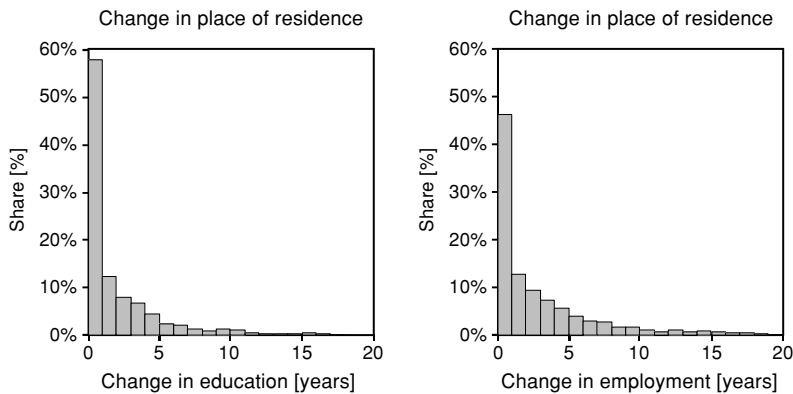 Change in place of residence
60%
50%
40%
30%
20%
10%
0%
Share [%]
0 5 10 15 20
Change in education [years]
Change in place of residence
60%
50%
40%
30%
20%
10%
0%
Share [%]
0 5 10 15 20
Change in employment [years]